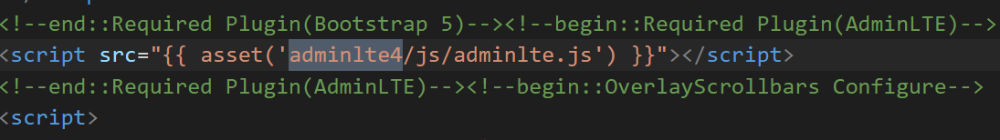 <!--end::Required Plugin(Bootstrap 5)--><!--begin::Required Plugin(AdminLTE)-->
<script src="{{ asset('adminlte4/js/adminlte.js') }}"></script>
<!--end::Required Plugin(AdminLTE)--><!--begin::OverlayScrollbars Configure-->
<script>